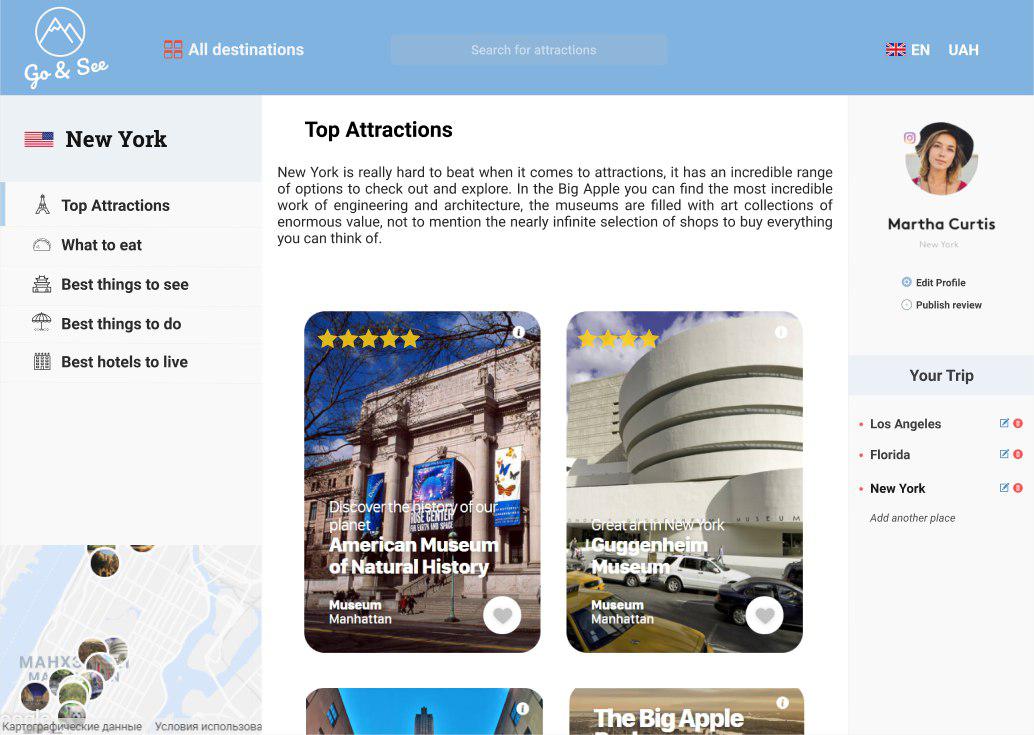 Go & See
All destinations
Search for attractions
EN
UAH
New York
Top Attractions
What to eat
Best things to see
Best things to do
Best hotels to live
Картографические данные
Условия использова
Top Attractions
New York is really hard to beat when it comes to attractions, it has an incredible range
of options to check out and explore. In the Big Apple you can find the most incredible
work of engineering and architecture, the museums are filled with art collections of
enormous value, not to mention the nearly infinite selection of shops to buy everything
you can think of.
Discover the history of our
planet
American Museum
of Natural History
Museum
Manhattan
Great art in New York
Guggenheim
Museum
Museum
Manhattan
The Big Apple
Martha Curtis
New York
Edit Profile
Publish review
Your Trip
Los Angeles
Florida
New York
Add another place